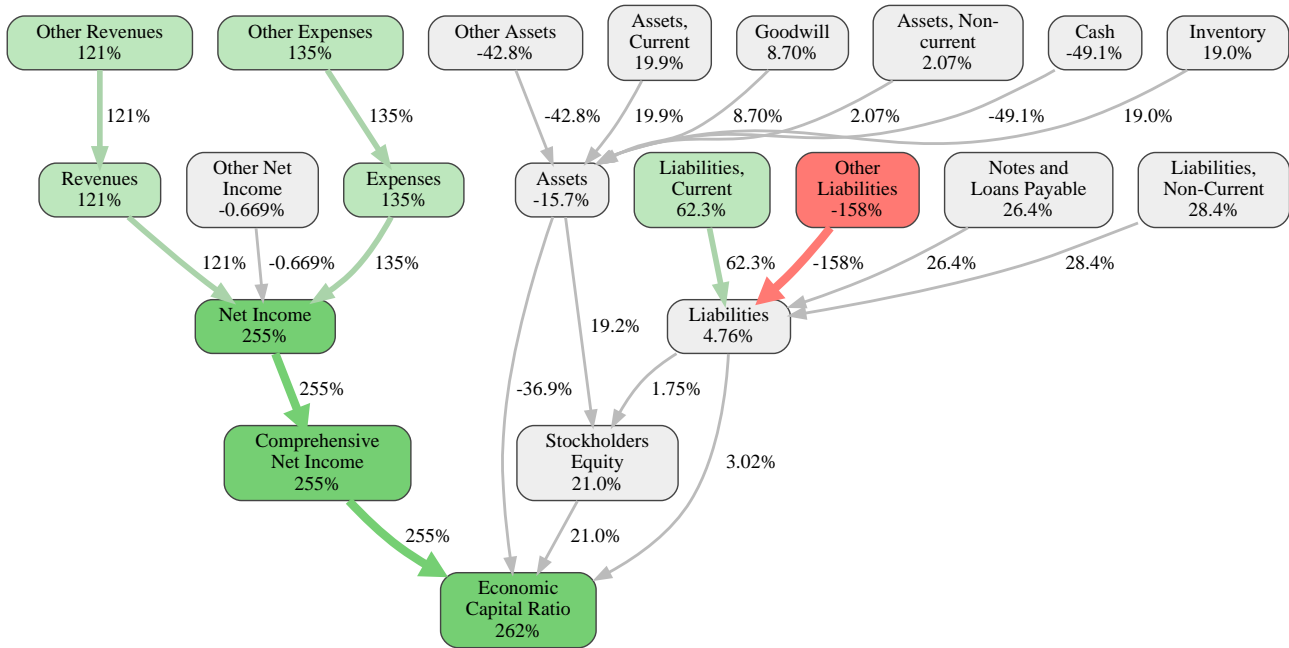 Other Revenues
121%
Other Expenses
135%
Other Assets
-42.8%
Assets,
Current
19.9%
Goodwill
8.70%
Assets, Non-
current
2.07%
Cash
-49.1%
Inventory
19.0%
121%
135%
-42.8%
19.9%
8.70%
2.07%
-49.1%
19.0%
Revenues
121%
Other Net
Income
-0.669%
Expenses
135%
Assets
-15.7%
Liabilities,
Current
62.3%
Other
Liabilities
-158%
Notes and
Loans Payable
26.4%
Liabilities,
Non-Current
28.4%
121%
-0.669%
135%
62.3%
-158%
26.4%
28.4%
Net Income
255%
19.2%
Liabilities
4.76%
255%
-36.9%
1.75%
Comprehensive
Net Income
255%
Stockholders
Equity
21.0%
3.02%
255%
21.0%
Economic
Capital Ratio
262%